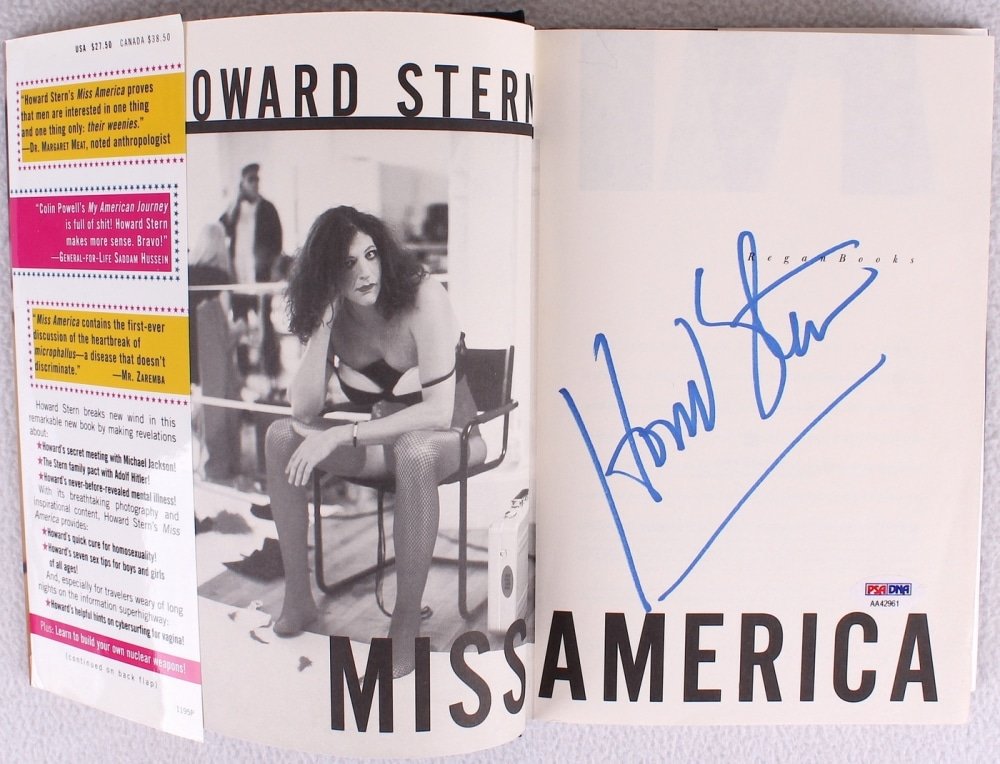 USA $27.50 CANADA $38.50
"Howard Stern's Miss America proves
that men are interested in one thing
and one thing only: their weenies."
—DR. MARGARET MEAT, noted anthropologist
"Colin Powell's My American Journey
is full of shit! Howard Stern
makes more sense. Bravo!"
—GENERAL-FOR-LIFE SADDAM HUSSEIN
"Miss America contains the first-ever
discussion of the heartbreak of
microphallus—a disease that doesn't
discriminate." —MR. ZAREMBA
Howard Stern breaks new wind in this
remarkable new book by making revelations
about:
★Howard's secret meeting with Michael Jackson!
★The Stern family pact with Adolf Hitler!
★Howard's never-before-revealed mental illness!
With its breathtaking photography and
inspirational content, Howard Stern's Miss
America provides:
★Howard's quick cure for homosexuality!
★Howard's seven sex tips for boys and girls
of all ages!
And, especially for travelers weary of long
nights on the information superhighway:
★Howard's helpful hints on cybersurfing for vagina!
Plus: Learn to build your own nuclear weapons!
(continued on back flap)
1195P
OWARD STERN
MISS AMERICA
ReganBooks
Howard Stern
PSA DNA
AA42961